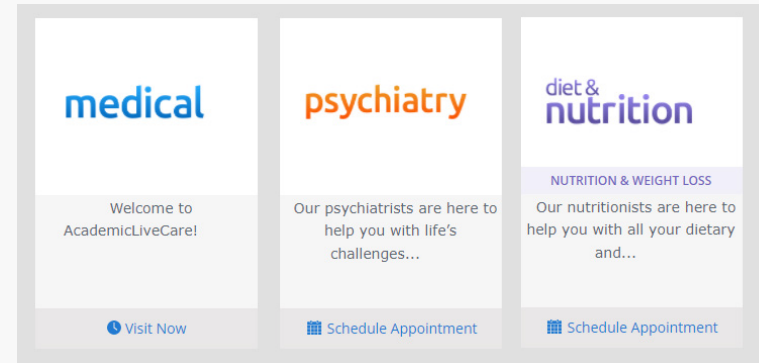 medical
Welcome to
AcademicLiveCare!
Visit Now
psychiatry
Our psychiatrists are here to
help you with life’s
challenges...
Schedule Appointment
diet &
nutrition
NUTRITION & WEIGHT LOSS
Our nutritionists are here to
help you with all your dietary
and...
Schedule Appointment